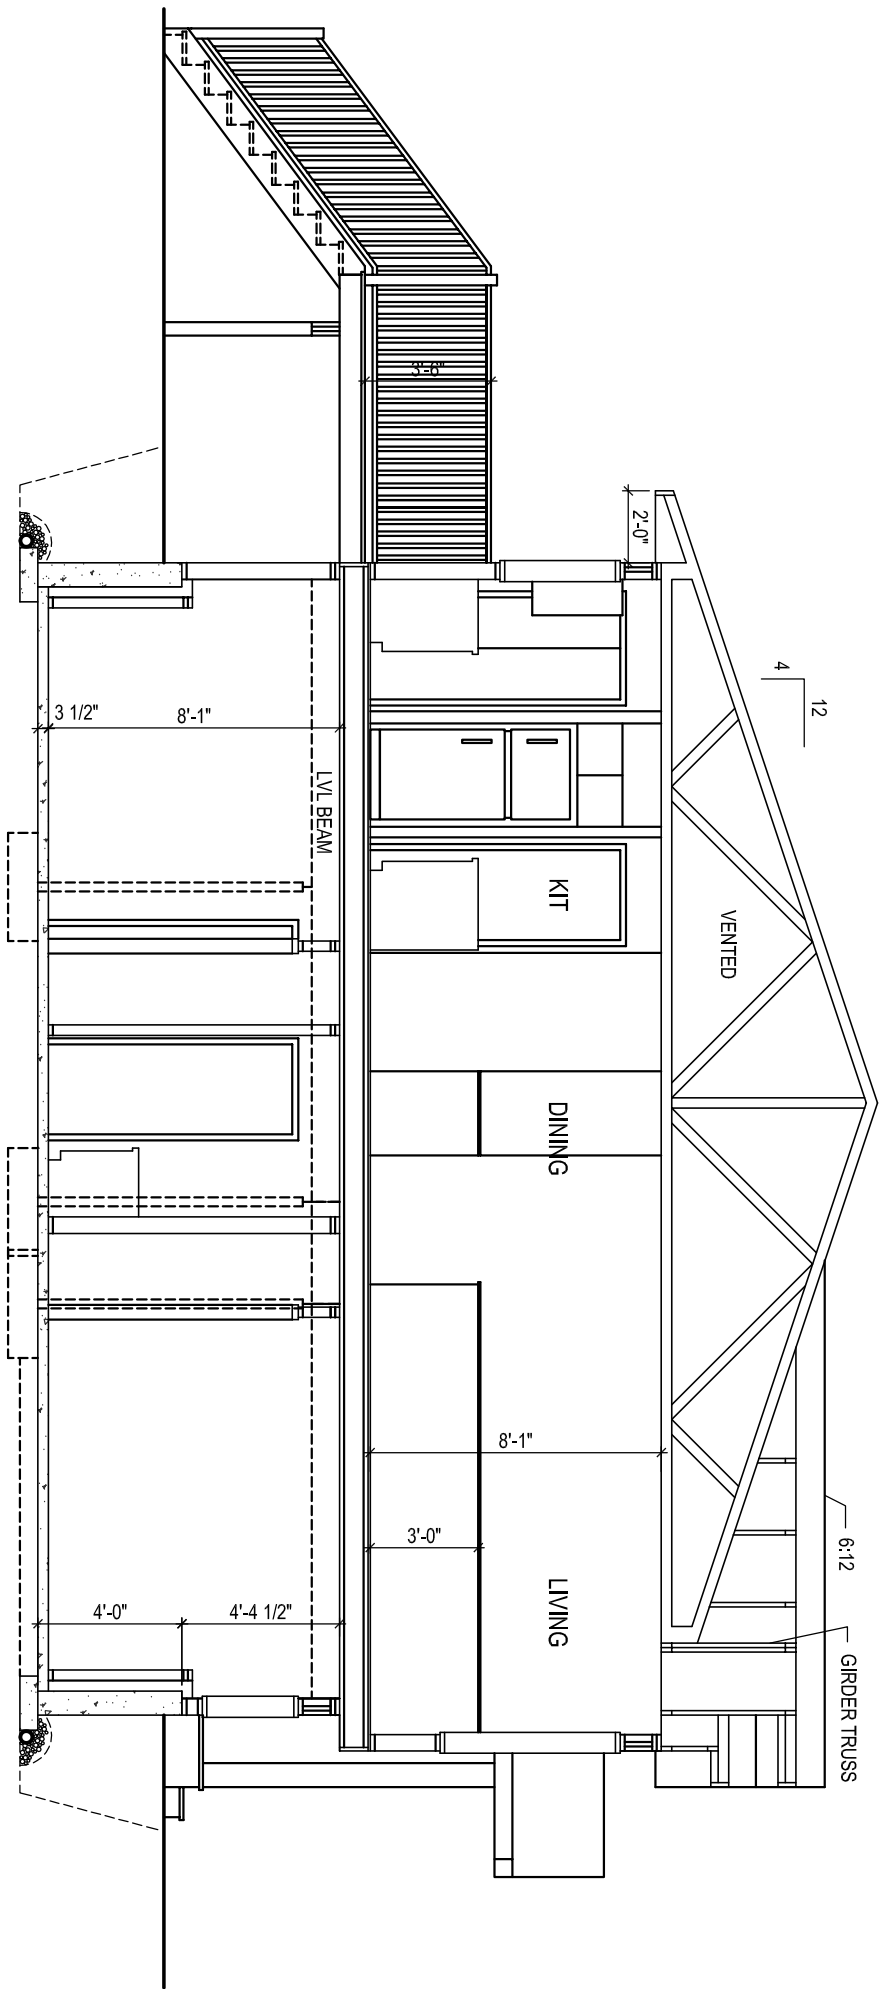 3'-6"
2'-0"
4
12
3 1/2"
8'-1"
LVL BEAM
KIT
VENTED
DINING
8'-1"
3'-0"
LIVING
6:12
GIRDER TRUSS
4'-0"
4'-4 1/2"